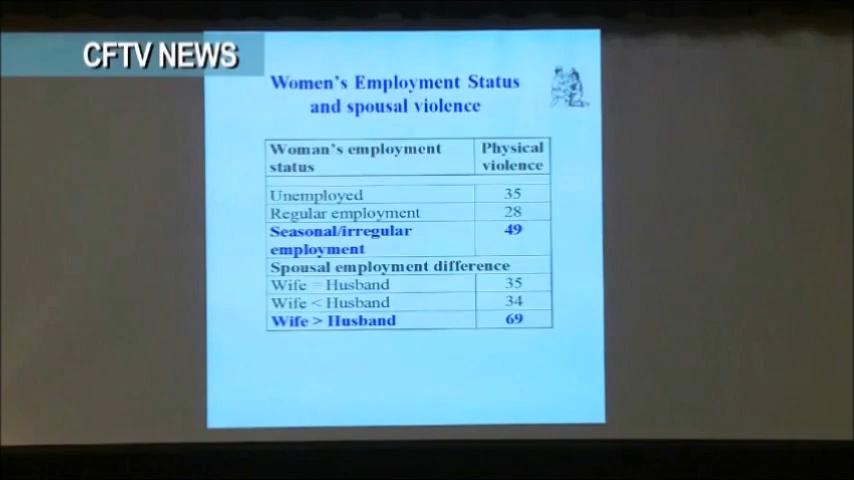 CFTV NEWS
Women's Employment Status
and spousal violence
Woman's employment Physical
status violence
Unemployed 35
Regular employment 28
Seasonal/irregular 49
employment
Spousal employment difference
Wife = Husband 35
Wife < Husband 34
Wife > Husband 69